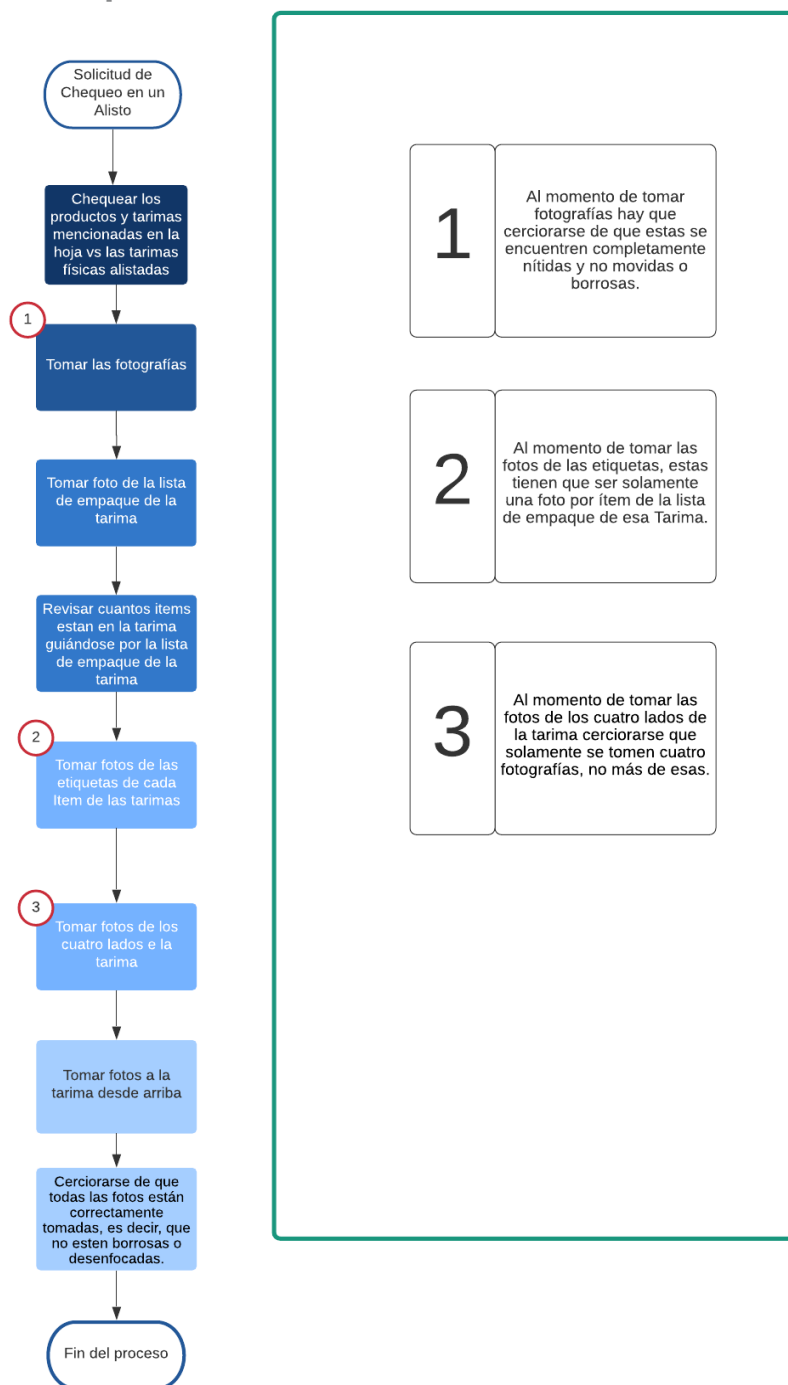 Solicitud de
Chequeo en un
Alisto
Chequear los
productos y tarimas
mencionadas en la
hoja vs las tarimas
físicas alistadas
1
Tomar las fotografías
Tomar foto de la lista
de empaque de la
tarima
Revisar cuantos items
estan en la tarima
guiándose por la lista
de empaque de la
tarima
2
Tomar fotos de las
etiquetas de cada
Item de las tarimas
3
Tomar fotos de los
cuatro lados e la
tarima
Tomar fotos a la
tarima desde arriba
Cerciorarse de que
todas las fotos están
correctamente
tomadas, es decir, que
no esten borrosas o
desenfocadas.
Fin del proceso
1
Al momento de tomar
fotografías hay que
cerciorarse de que estas se
encuentren completamente
nítidas y no movidas o
borrosas.
2
Al momento de tomar las
fotos de las etiquetas, estas
tienen que ser solamente
una foto por ítem de la lista
de empaque de esa Tarima.
3
Al momento de tomar las
fotos de los cuatro lados de
la tarima cerciorarse que
solamente se tomen cuatro
fotografías, no más de esas.